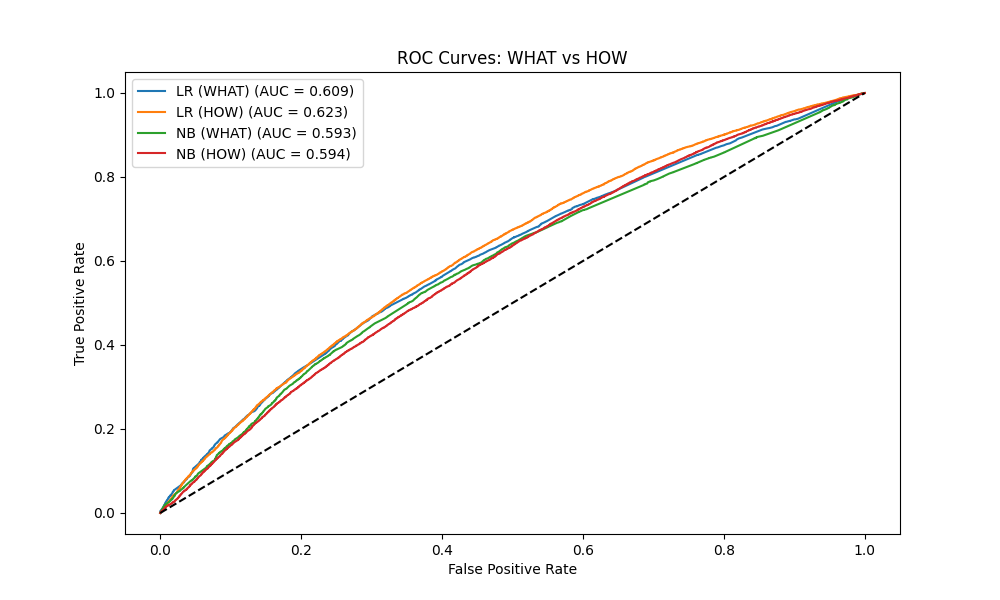 ROC Curves: WHAT vs HOW
LR (WHAT) (AUC = 0.609)
LR (HOW) (AUC = 0.623)
NB (WHAT) (AUC = 0.593)
NB (HOW) (AUC = 0.594)
True Positive Rate
1.0
0.8
0.6
0.4
0.2
0.0
0.0 0.2 0.4 0.6 0.8 1.0
False Positive Rate